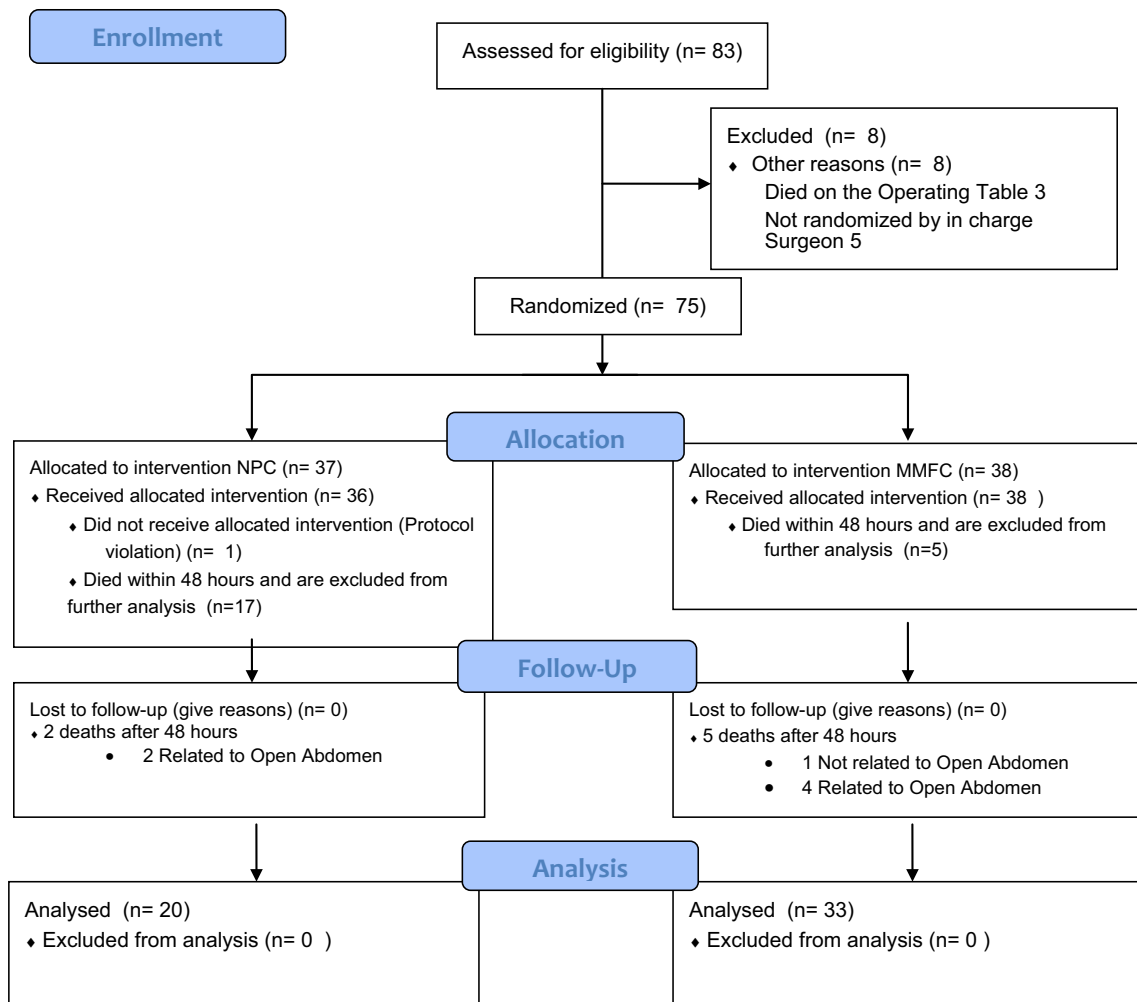 Enrollment
Assessed for eligibility (n= 83)
Excluded (n= 8)
⬧ Other reasons (n= 8)
Died on the Operating Table 3
Not randomized by in charge
Surgeon 5
Randomized (n= 75)
Allocation
Allocated to intervention NPC (n= 37)
⬧ Received allocated intervention (n= 36)
⬧ Did not receive allocated intervention (Protocol
violation) (n= 1)
⬧ Died within 48 hours and are excluded from
further analysis (n=17)
Allocated to intervention MMFC (n= 38)
⬧ Received allocated intervention (n= 38 )
⬧ Died within 48 hours and are excluded from
further analysis (n=5)
Follow-Up
Lost to follow-up (give reasons) (n= 0)
⬧ 2 deaths after 48 hours
• 2 Related to Open Abdomen
Lost to follow-up (give reasons) (n= 0)
⬧ 5 deaths after 48 hours
• 1 Not related to Open Abdomen
• 4 Related to Open Abdomen
Analysis
Analysed (n= 20)
⬧ Excluded from analysis (n= 0 )
Analysed (n= 33)
⬧ Excluded from analysis (n= 0 )